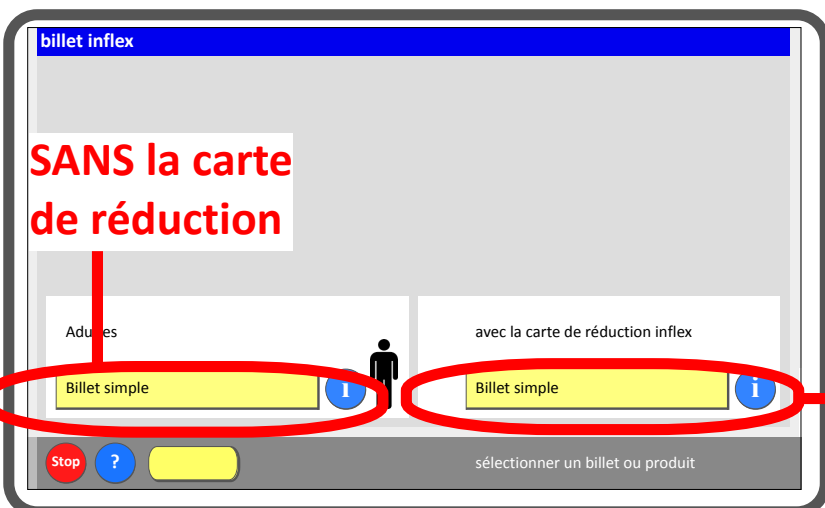 billet inflex
SANS la carte
de réduction
Adultes
avec la carte de réduction inflex
Billet simple
i
Billet simple
i
Stop
?
sélectionner un billet ou produit